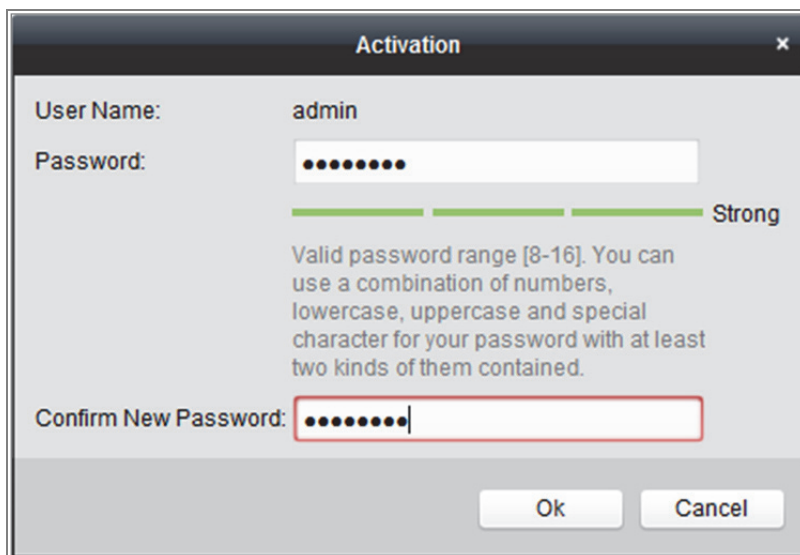 Activation ×
User Name: admin
Password: ●●●●●●●●
Strong
Valid password range [8-16]. You can
use a combination of numbers,
lowercase, uppercase and special
character for your password with at least
two kinds of them contained.
Confirm New Password: ●●●●●●●●
Ok Cancel